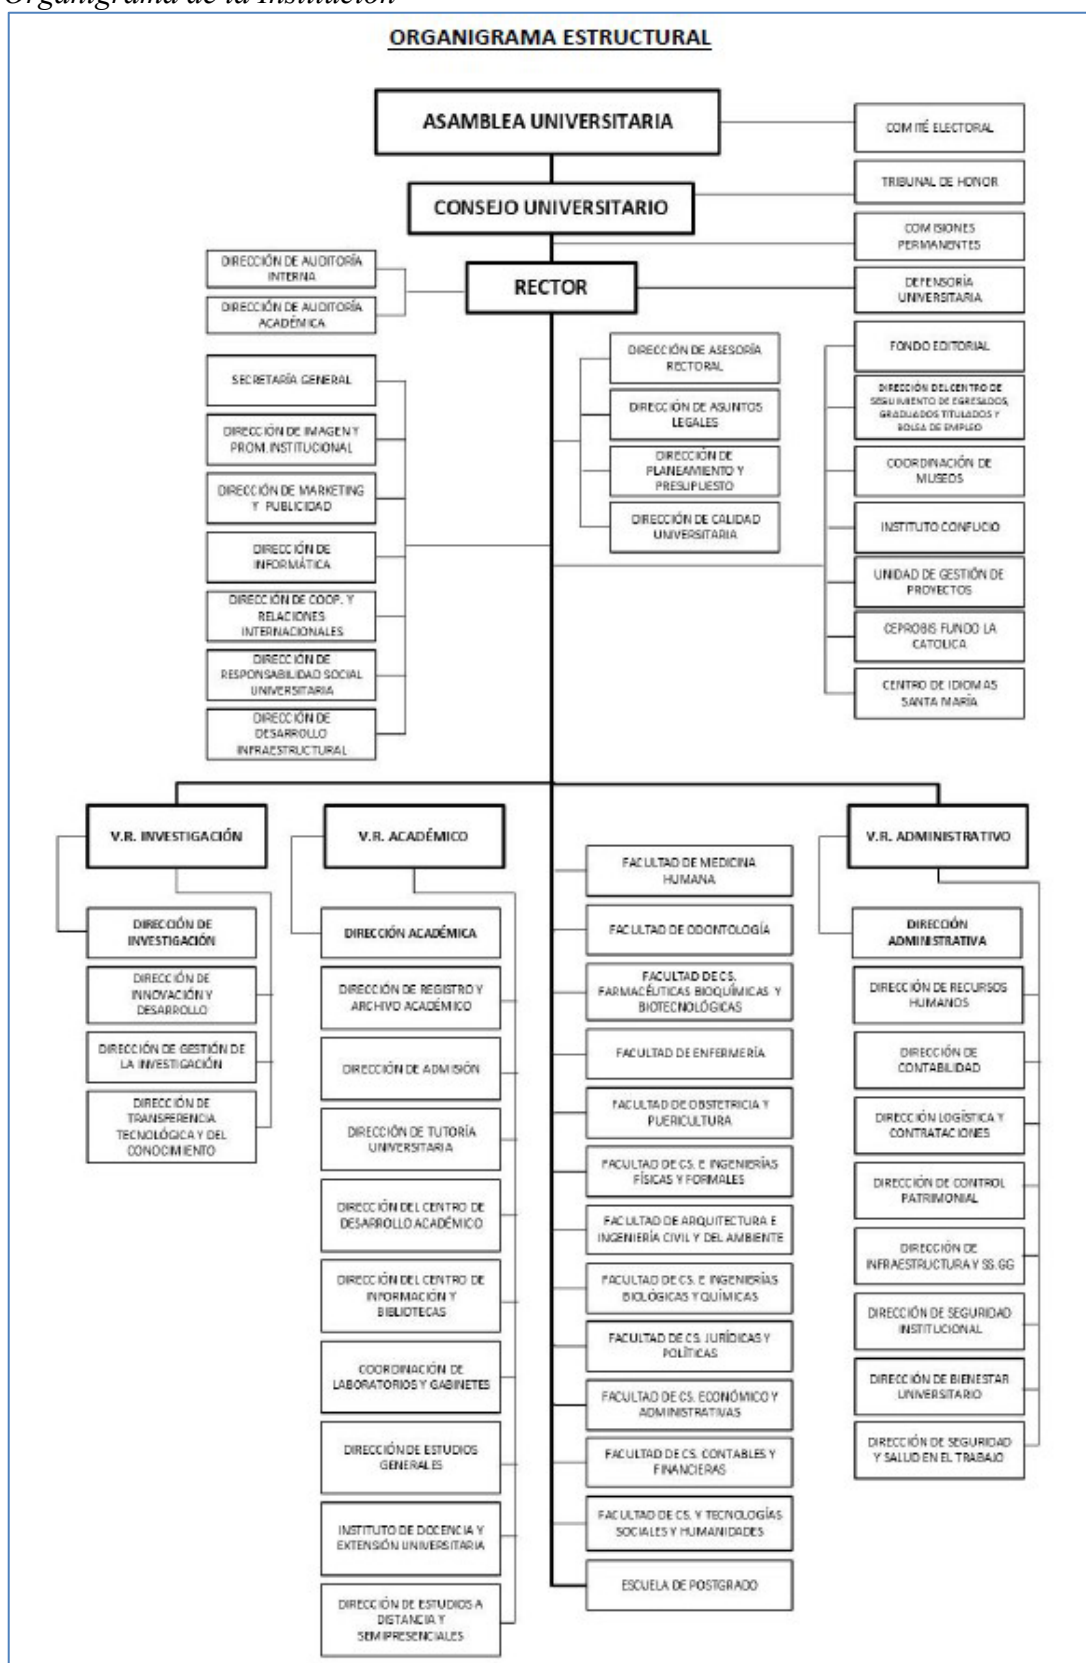 Organigrama de la Institución
ORGANIGRAMA ESTRUCTURAL
ASAMBLEA UNIVERSITARIA
COMITÉ ELECTORAL
TRIBUNAL DE HONOR
CONSEJO UNIVERSITARIO
COMISIONES
PERMANENTES
DIRECCIÓN DE AUDITORÍA
INTERNA
RECTOR
DEFENSORÍA
UNIVERSITARIA
DIRECCIÓN DE AUDITORÍA
ACADÉMICA
SECRETARÍA GENERAL
DIRECCIÓN DE IMAGEN Y
PROM. INSTITUCIONAL
DIRECCIÓN DE MARKETING
Y PUBLICIDAD
DIRECCIÓN DE
INFORMÁTICA
DIRECCIÓN DE COOP. Y
RELACIONES
INTERNACIONALES
DIRECCIÓN DE
RESPONSABILIDAD SOCIAL
UNIVERSITARIA
DIRECCIÓN DE
DESARROLLO
INFRAESTRUCTURAL
DIRECCIÓN DE ASESORÍA
RECTORAL
DIRECCIÓN DE ASUNTOS
LEGALES
DIRECCIÓN DE
PLANEAMIENTO Y
PRESUPUESTO
DIRECCIÓN DE CALIDAD
UNIVERSITARIA
FONDO EDITORIAL
DIRECCIÓN DEL CENTRO DE
SEGUIMIENTO DE EGRESADOS,
GRADUADOS TITULADOS Y
BOLSA DE EMPLEO
COORDINACIÓN DE
MUSEOS
INSTITUTO CONFUCIO
UNIDAD DE GESTIÓN DE
PROYECTOS
CEPROBIS FUNDO LA
CATOLICA
CENTRO DE IDIOMAS
SANTA MARÍA
V.R. INVESTIGACIÓN
DIRECCIÓN DE
INVESTIGACIÓN
DIRECCIÓN DE
INNOVACIÓN Y
DESARROLLO
DIRECCIÓN DE GESTIÓN DE
LA INVESTIGACIÓN
DIRECCIÓN DE
TRANSFERENCIA
TECNOLÓGICA Y DEL
CONOCIMIENTO
V.R. ACADÉMICO
DIRECCIÓN ACADÉMICA
DIRECCIÓN DE REGISTRO Y
ARCHIVO ACADÉMICO
DIRECCIÓN DE ADMISIÓN
DIRECCIÓN DE TUTORÍA
UNIVERSITARIA
DIRECCIÓN DEL CENTRO DE
DESARROLLO ACADÉMICO
DIRECCIÓN DEL CENTRO DE
INFORMACIÓN Y
BIBLIOTECAS
COORDINACIÓN DE
LABORATORIOS Y GABINETES
DIRECCIÓN DE ESTUDIOS
GENERALES
INSTITUTO DE DOCENCIA Y
EXTENSIÓN UNIVERSITARIA
DIRECCIÓN DE ESTUDIOS A
DISTANCIA Y
SEMIPRESENCIALES
FACULTAD DE MEDICINA
HUMANA
FACULTAD DE ODONTOLOGÍA
FACULTAD DE CS.
FARMACÉUTICAS BIOQUÍMICAS Y
BIOTECNOLÓGICAS
FACULTAD DE ENFERMERÍA
FACULTAD DE OBSTETRICIA Y
PUERICULTURA
FACULTAD DE CS. E INGENIERÍAS
FÍSICAS Y FORMALES
FACULTAD DE ARQUITECTURA E
INGENIERÍA CIVIL Y DEL AMBIENTE
FACULTAD DE CS. E INGENIERÍAS
BIOLÓGICAS Y QUÍMICAS
FACULTAD DE CS. JURÍDICAS Y
POLÍTICAS
FACULTAD DE CS. ECONÓMICO Y
ADMINISTRATIVAS
FACULTAD DE CS. CONTABLES Y
FINANCIERAS
FACULTAD DE CS. Y TECNOLOGÍAS
SOCIALES Y HUMANIDADES
ESCUELA DE POSTGRADO
V.R. ADMINISTRATIVO
DIRECCIÓN
ADMINISTRATIVA
DIRECCIÓN DE RECURSOS
HUMANOS
DIRECCIÓN DE
CONTABILIDAD
DIRECCIÓN LOGÍSTICA Y
CONTRATACIONES
DIRECCIÓN DE CONTROL
PATRIMONIAL
DIRECCIÓN DE
INFRAESTRUCTURA Y SS.GG
DIRECCIÓN DE SEGURIDAD
INSTITUCIONAL
DIRECCIÓN DE BIENESTAR
UNIVERSITARIO
DIRECCIÓN DE SEGURIDAD
Y SALUD EN EL TRABAJO